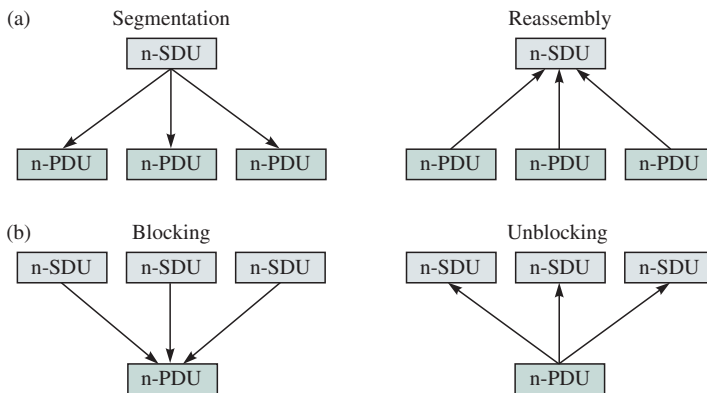 (a) Segmentation Reassembly
n-SDU n-SDU
n-PDU n-PDU n-PDU n-PDU n-PDU n-PDU
(b) Blocking Unblocking
n-SDU n-SDU n-SDU n-SDU n-SDU n-SDU
n-PDU n-PDU